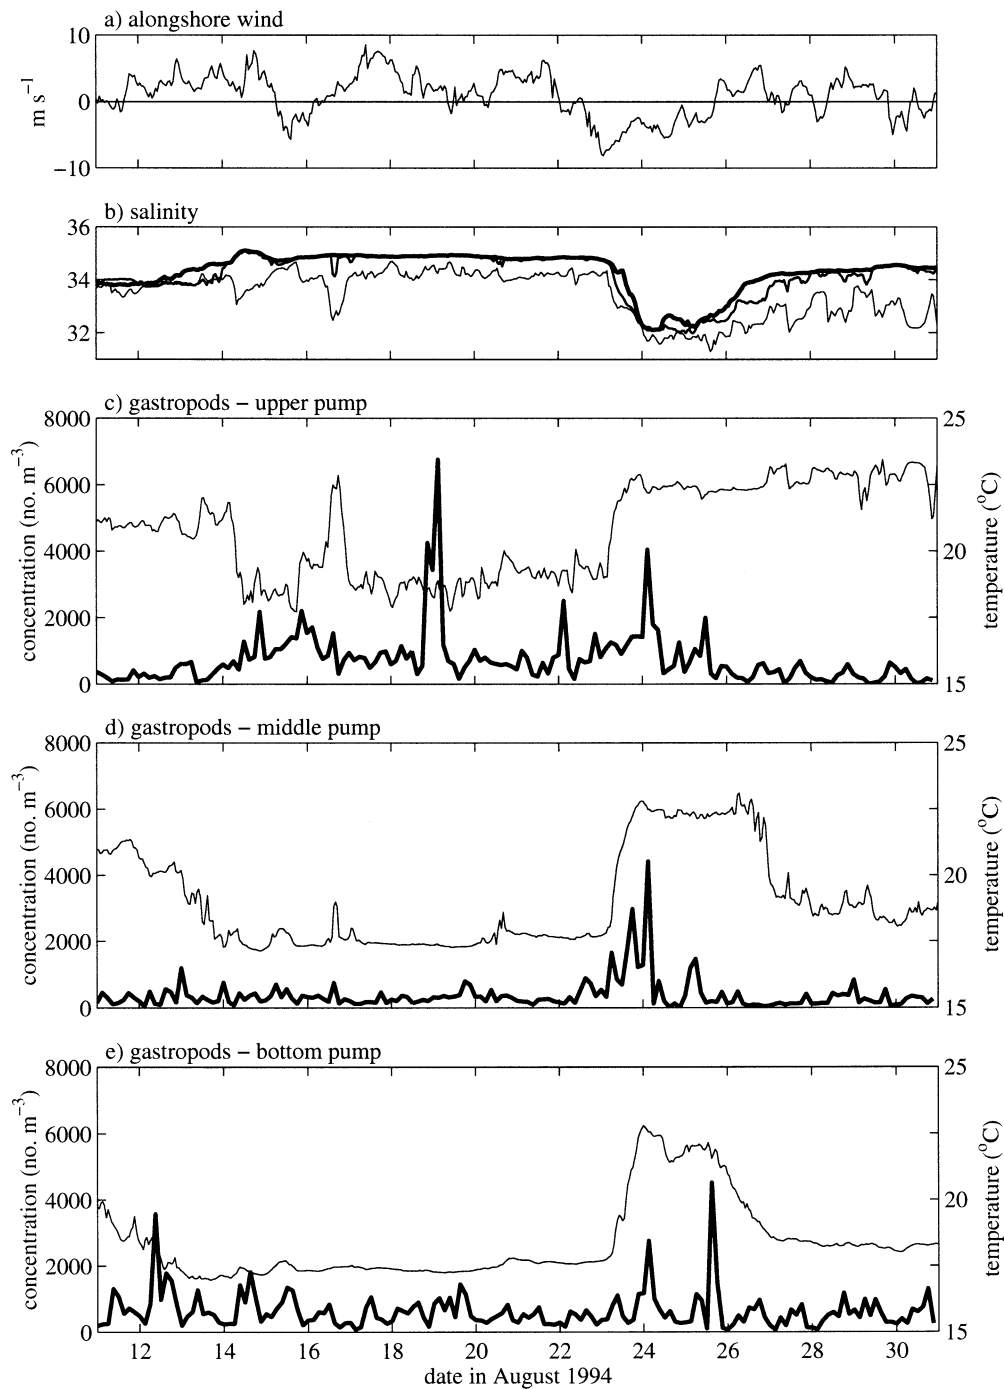 a) alongshore wind
10
0
−10
m s−1
b) salinity
36
34
32
c) gastropods − upper pump
8000
6000
4000
2000
0
concentration (no. m−3)
25
20
15
temperature (oC)
d) gastropods − middle pump
8000
6000
4000
2000
0
concentration (no. m−3)
25
20
15
temperature (oC)
e) gastropods − bottom pump
8000
6000
4000
2000
0
concentration (no. m−3)
25
20
15
temperature (oC)
12 14 16 18 20 22 24 26 28 30
date in August 1994